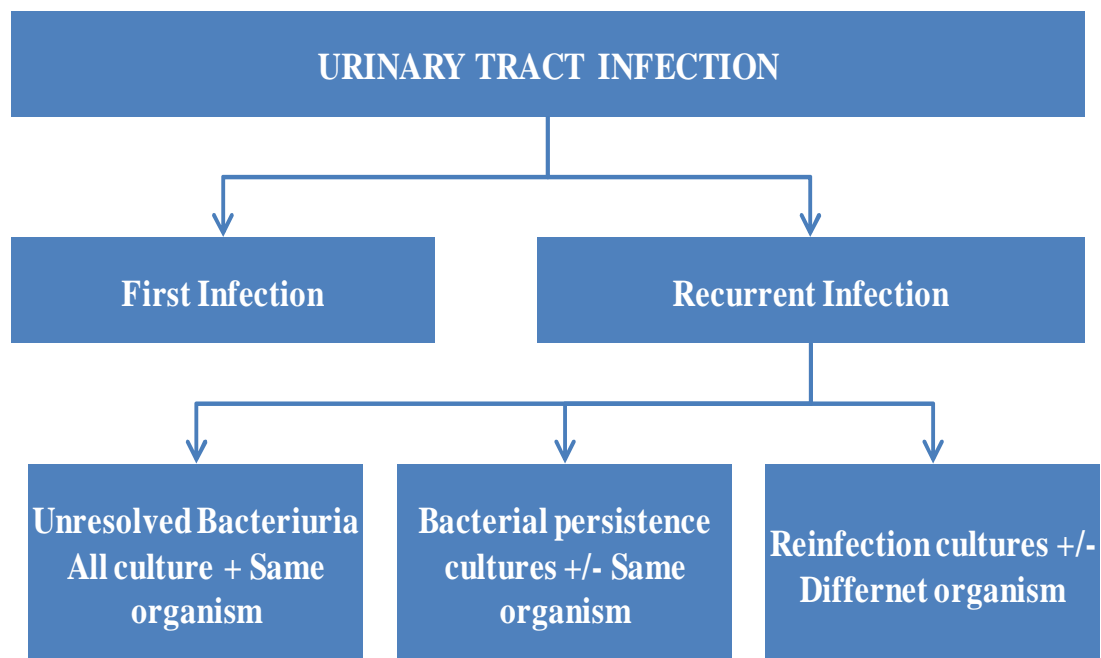 URINARY TRACT INFECTION
First Infection
Recurrent Infection
Unresolved Bacteriuria
All culture + Same
organism
Bacterial persistence
cultures +/- Same
organism
Reinfection cultures +/-
Differnet organism